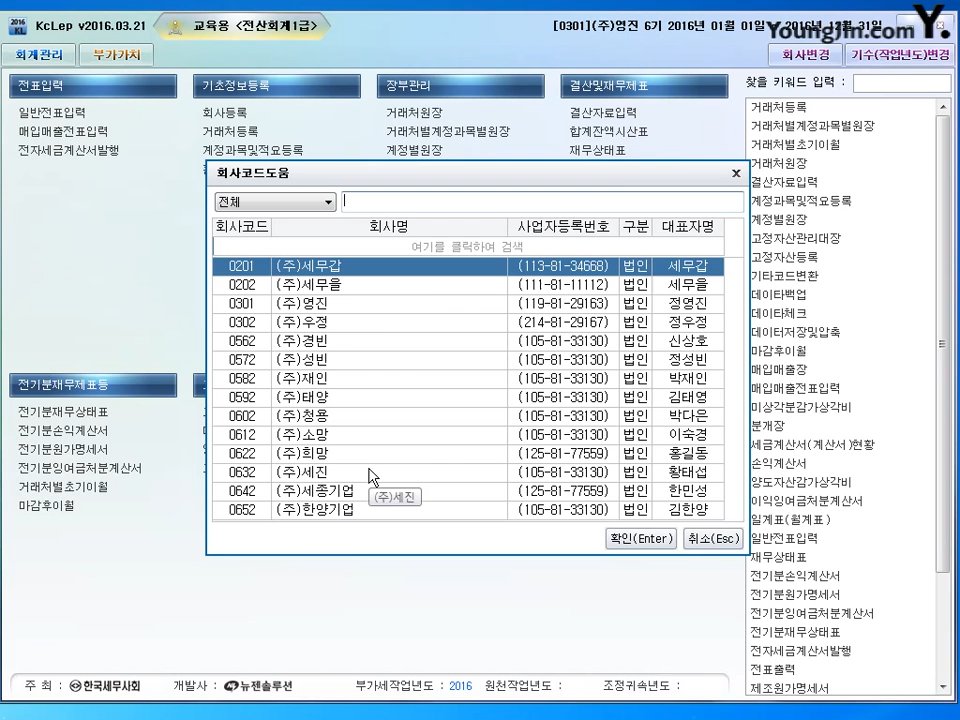 2016 KL KcLep v2016.03.21 교육용 <전산회계1급> [0301](주)영진 6기 2016년 01월 01일 ~ 2016년 12월 31일
Youngjin.com Y.
회계관리 부가가치 회사변경 기수(작업년도)변경
전표입력 기초정보등록 장부관리 결산및재무제표 찾을 키워드 입력 :
일반전표입력 회사등록 거래처원장 결산자료입력
매입매출전표입력 거래처등록 거래처별계정과목별원장 합계잔액시산표
전자세금계산서발행 계정과목및적요등록 계정별원장 재무상태표
회사코드도움 x
전체
회사코드 회사명 사업자등록번호 구분 대표자명
여기를 클릭하여 검색
0201 (주)세무갑 (113-81-34668) 법인 세무갑
0202 (주)세무을 (111-81-11112) 법인 세무을
0301 (주)영진 (119-81-29163) 법인 정영진
0302 (주)우정 (214-81-29167) 법인 정우정
0562 (주)경빈 (105-81-33130) 법인 신상호
0572 (주)성빈 (105-81-33130) 법인 정성빈
0582 (주)재인 (105-81-33130) 법인 박재인
0592 (주)태양 (105-81-33130) 법인 김태영
0602 (주)청용 (105-81-33130) 법인 박다은
0612 (주)소망 (105-81-33130) 법인 이숙경
0622 (주)희망 (125-81-77559) 법인 홍길동
0632 (주)세진 (105-81-33130) 법인 황태섭
0642 (주)세종기업 (125-81-77559) 법인 한민성
0652 (주)한양기업 (105-81-33130) 법인 김한양
(주)세진
확인(Enter) 취소(Esc)
전기분재무제표등
전기분재무상태표
전기분손익계산서
전기분원가명세서
전기분잉여금처분계산서
거래처별초기이월
마감후이월
거래처등록
거래처별계정과목별원장
거래처별초기이월
거래처원장
결산자료입력
계정과목및적요등록
계정별원장
고정자산관리대장
고정자산등록
기타코드변환
데이타백업
데이타체크
데이터저장및압축
마감후이월
매입매출장
매입매출전표입력
미상각분감가상각비
분개장
세금계산서(계산서)현황
손익계산서
양도자산감가상각비
이익잉여금처분계산서
일계표(월계표)
일반전표입력
재무상태표
전기분손익계산서
전기분원가명세서
전기분잉여금처분계산서
전기분재무상태표
전자세금계산서발행
전표출력
제조원가명세서
주 최 : 한국세무사회 개발사 : 뉴젠솔루션 부가세작업년도 : 2016 원천작업년도 : 조정귀속년도 :